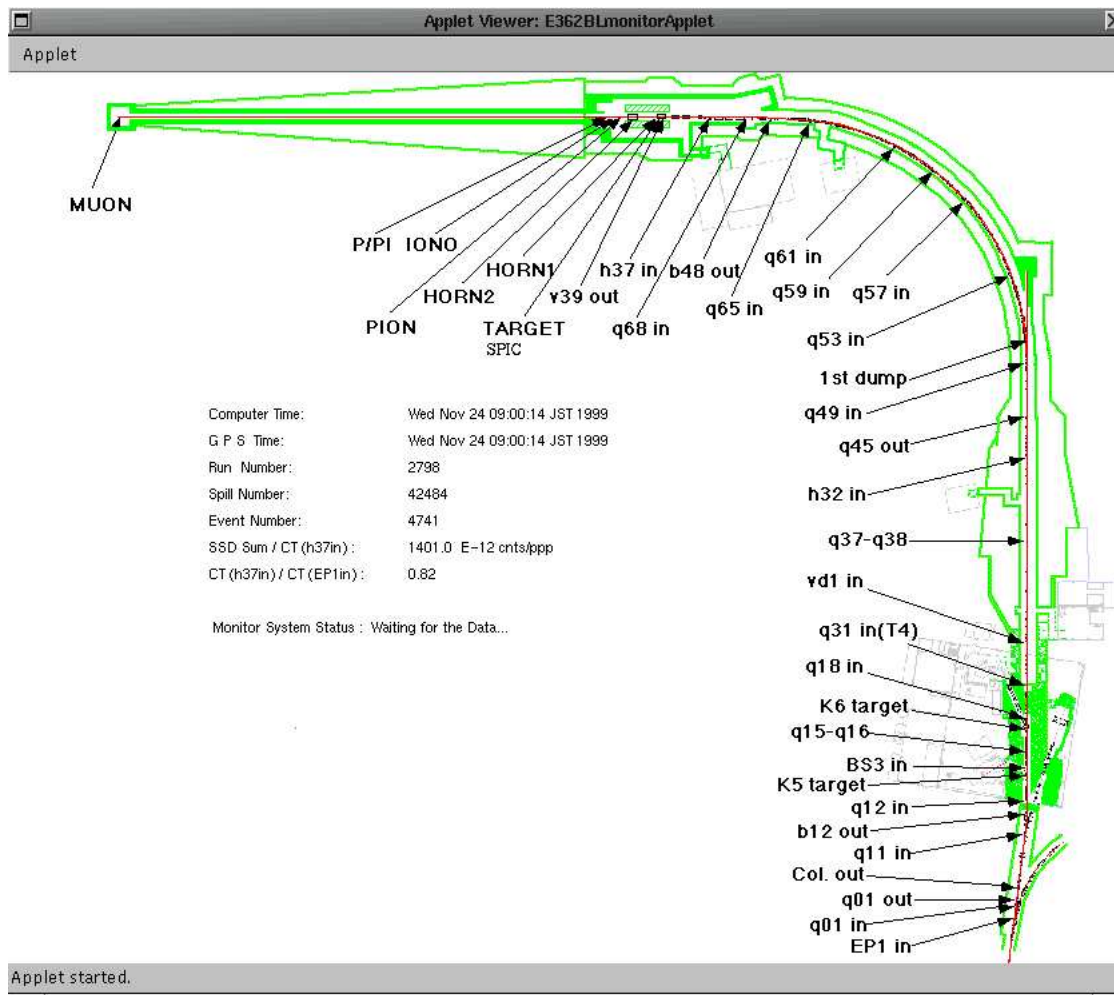 Applet Viewer: E362BLmonitorApplet
Applet
MUON
P/PI IONO
HORN1
HORN2
PION
v39 out
TARGET
SPIC
h37 in
q68 in
b48 out
q65 in
q61 in
q59 in
q57 in
q53 in
1st dump
q49 in
q45 out
h32 in
q37-q38
vd1 in
q31 in(T4)
q18 in
K6 target
q15-q16
BS3 in
K5 target
q12 in
b12 out
q11 in
Col. out
q01 out
q01 in
EP1 in
Computer Time: Wed Nov 24 09:00:14 JST 1999
G P S Time: Wed Nov 24 09:00:14 JST 1999
Run Number: 2798
Spill Number: 42484
Event Number: 4741
SSD Sum / CT (h37in) : 1401.0 E-12 cnts/ppp
CT (h37in) / CT (EP1in) : 0.82
Monitor System Status : Waiting for the Data...
Applet started.